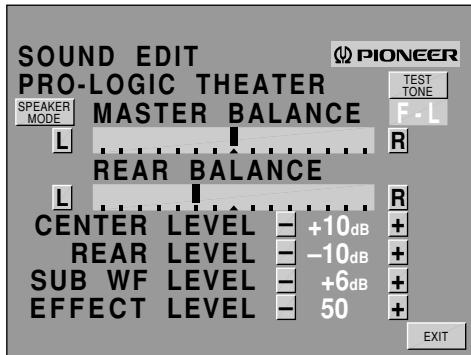 SOUND EDIT PIONEER
PRO-LOGIC THEATER TEST TONE
SPEAKER MODE MASTER BALANCE F - L
L R
REAR BALANCE
L R
CENTER LEVEL – +10dB +
REAR LEVEL – –10dB +
SUB WF LEVEL – +6dB +
EFFECT LEVEL – 50 +
EXIT